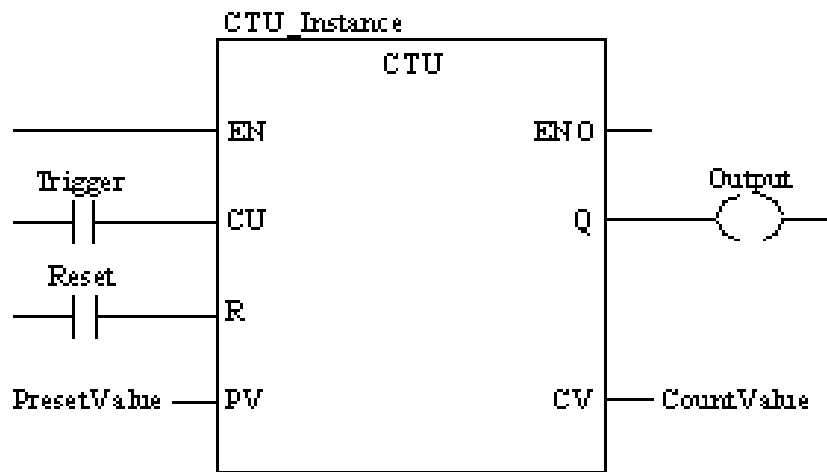 CTU_Instance
CTU
EN
ENO
Trigger
Output
CU
Q
Reset
R
PresetValue
PV
CV
CountValue